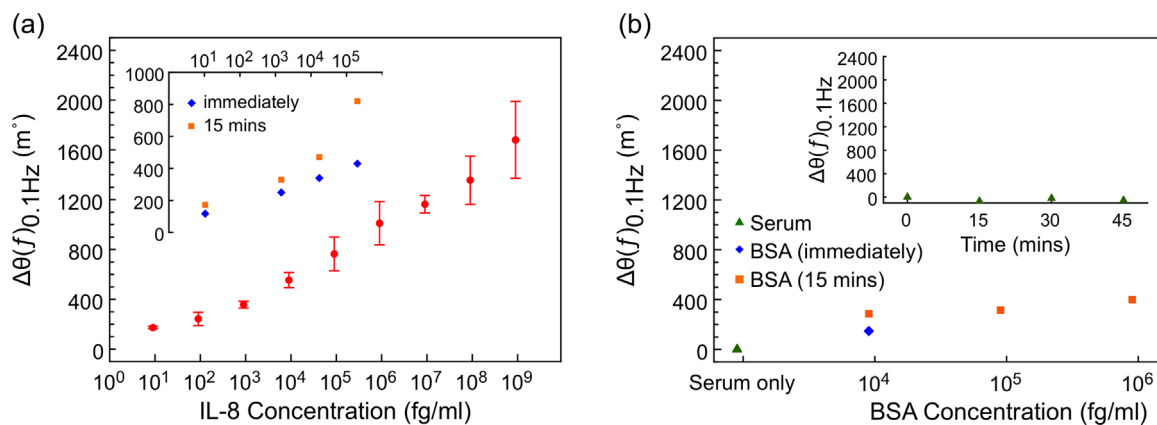 (a)
2400
2000
1600
1200
800
400
0
Δθ(f)0.1Hz (m°)
10⁰ 10¹ 10² 10³ 10⁴ 10⁵ 10⁶ 10⁷ 10⁸ 10⁹
IL-8 Concentration (fg/ml)
10¹ 10² 10³ 10⁴ 10⁵
1000
800
600
400
200
0
immediately
15 mins
(b)
2400
2000
1600
1200
800
400
0
Δθ(f)0.1Hz (m°)
Serum only 10⁴ 10⁵ 10⁶
BSA Concentration (fg/ml)
Serum
BSA (immediately)
BSA (15 mins)
2400
2000
1600
1200
800
400
0
Δθ(f)0.1Hz (m°)
0 15 30 45
Time (mins)